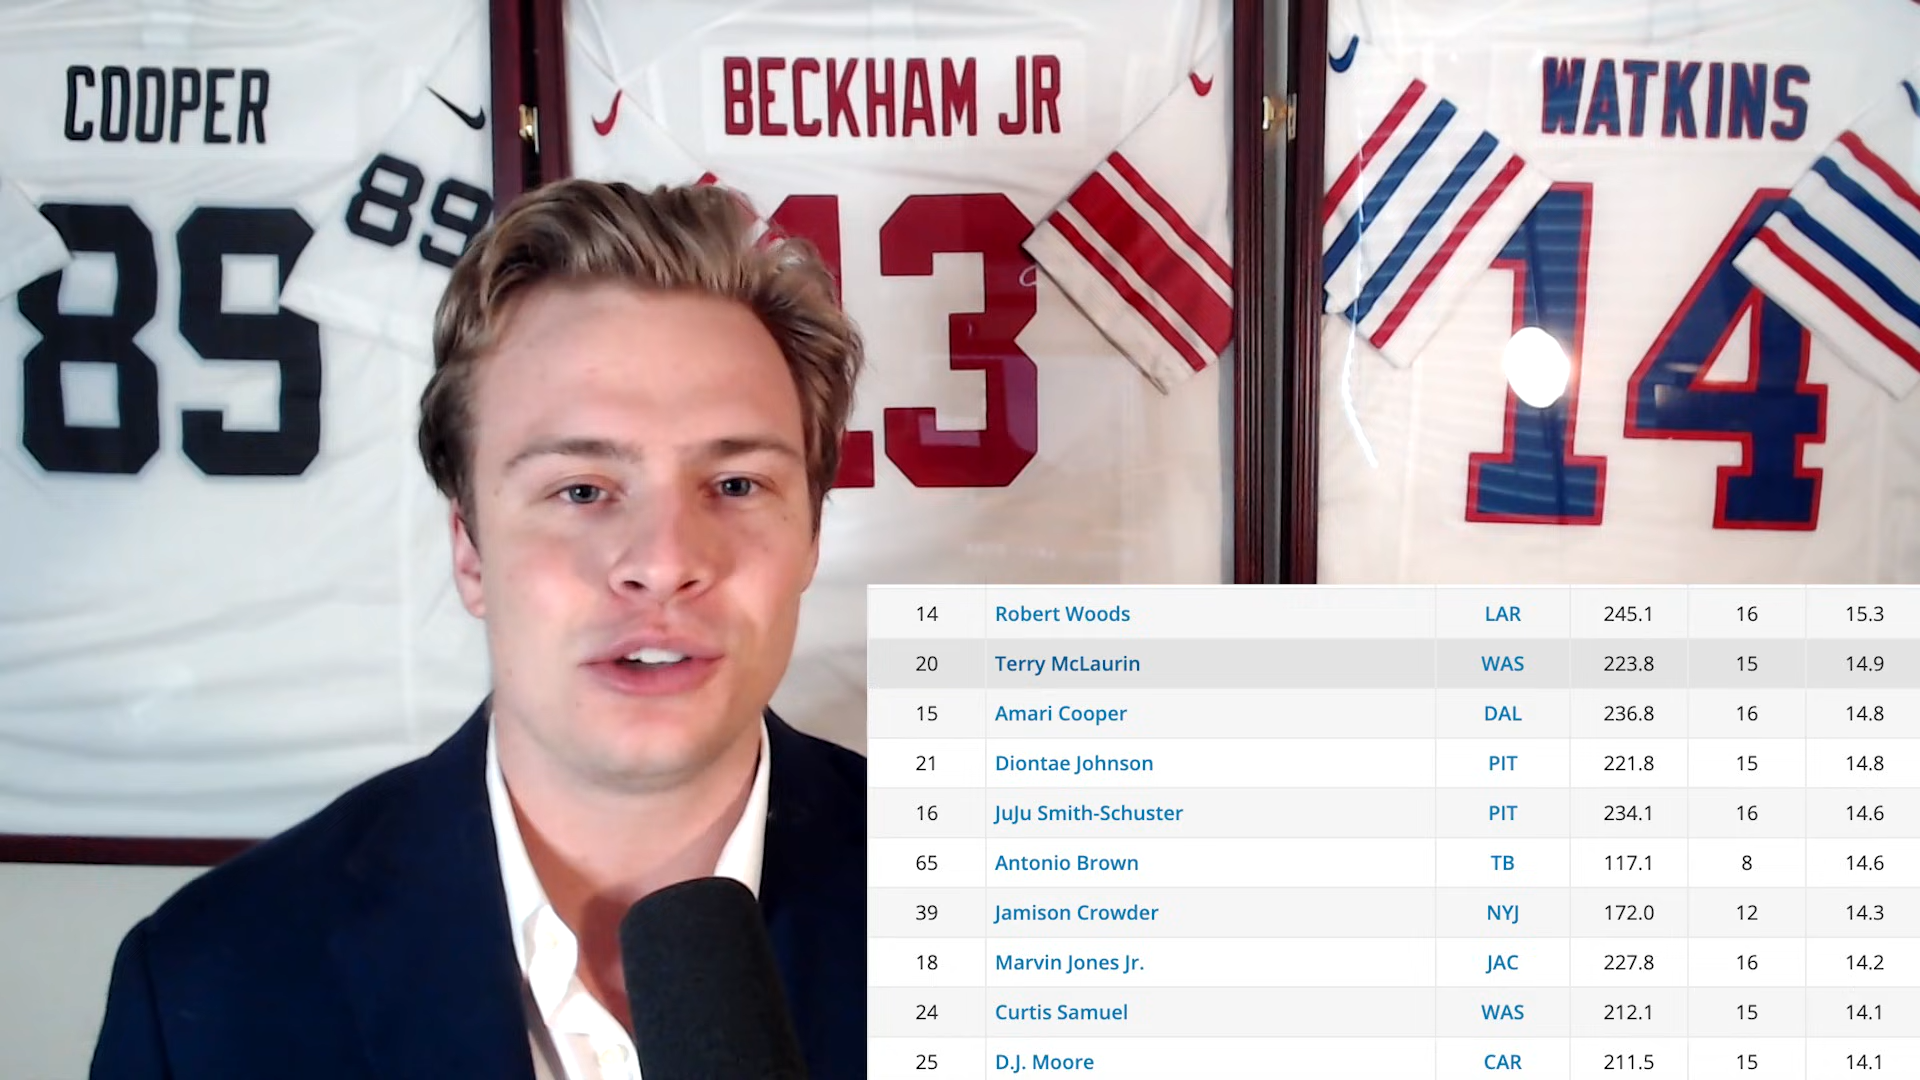 COOPER
BECKHAM JR
WATKINS
89
89
13
14
14 Robert Woods LAR 245.1 16 15.3
20 Terry McLaurin WAS 223.8 15 14.9
15 Amari Cooper DAL 236.8 16 14.8
21 Diontae Johnson PIT 221.8 15 14.8
16 JuJu Smith-Schuster PIT 234.1 16 14.6
65 Antonio Brown TB 117.1 8 14.6
39 Jamison Crowder NYJ 172.0 12 14.3
18 Marvin Jones Jr. JAC 227.8 16 14.2
24 Curtis Samuel WAS 212.1 15 14.1
25 D.J. Moore CAR 211.5 15 14.1